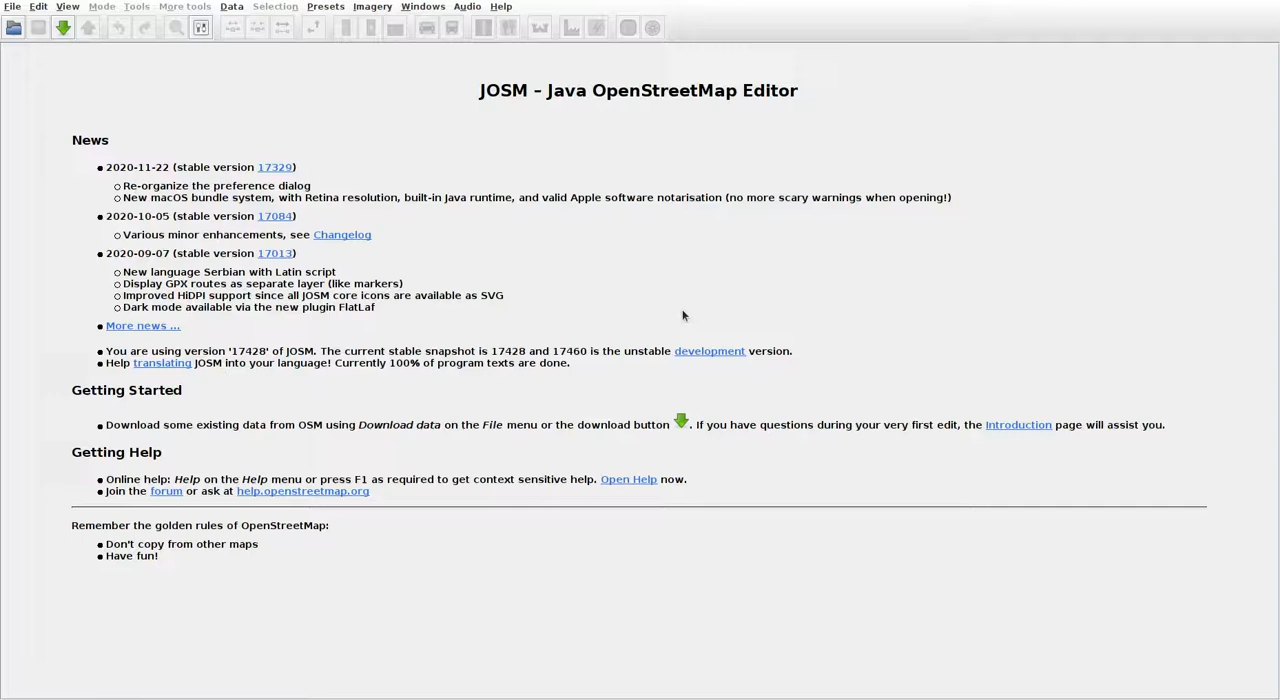 File Edit View Mode Tools More tools Data Selection Presets Imagery Windows Audio Help
JOSM – Java OpenStreetMap Editor
News
2020-11-22 (stable version 17329)
Re-organize the preference dialog
New macOS bundle system, with Retina resolution, built-in Java runtime, and valid Apple software notarisation (no more scary warnings when opening!)
2020-10-05 (stable version 17084)
Various minor enhancements, see Changelog
2020-09-07 (stable version 17013)
New language Serbian with Latin script
Display GPX routes as separate layer (like markers)
Improved HiDPI support since all JOSM core icons are available as SVG
Dark mode available via the new plugin FlatLaf
More news ...
You are using version '17428' of JOSM. The current stable snapshot is 17428 and 17460 is the unstable development version.
Help translating JOSM into your language! Currently 100% of program texts are done.
Getting Started
Download some existing data from OSM using Download data on the File menu or the download button . If you have questions during your very first edit, the Introduction page will assist you.
Getting Help
Online help: Help on the Help menu or press F1 as required to get context sensitive help. Open Help now.
Join the forum or ask at help.openstreetmap.org
Remember the golden rules of OpenStreetMap:
Don't copy from other maps
Have fun!